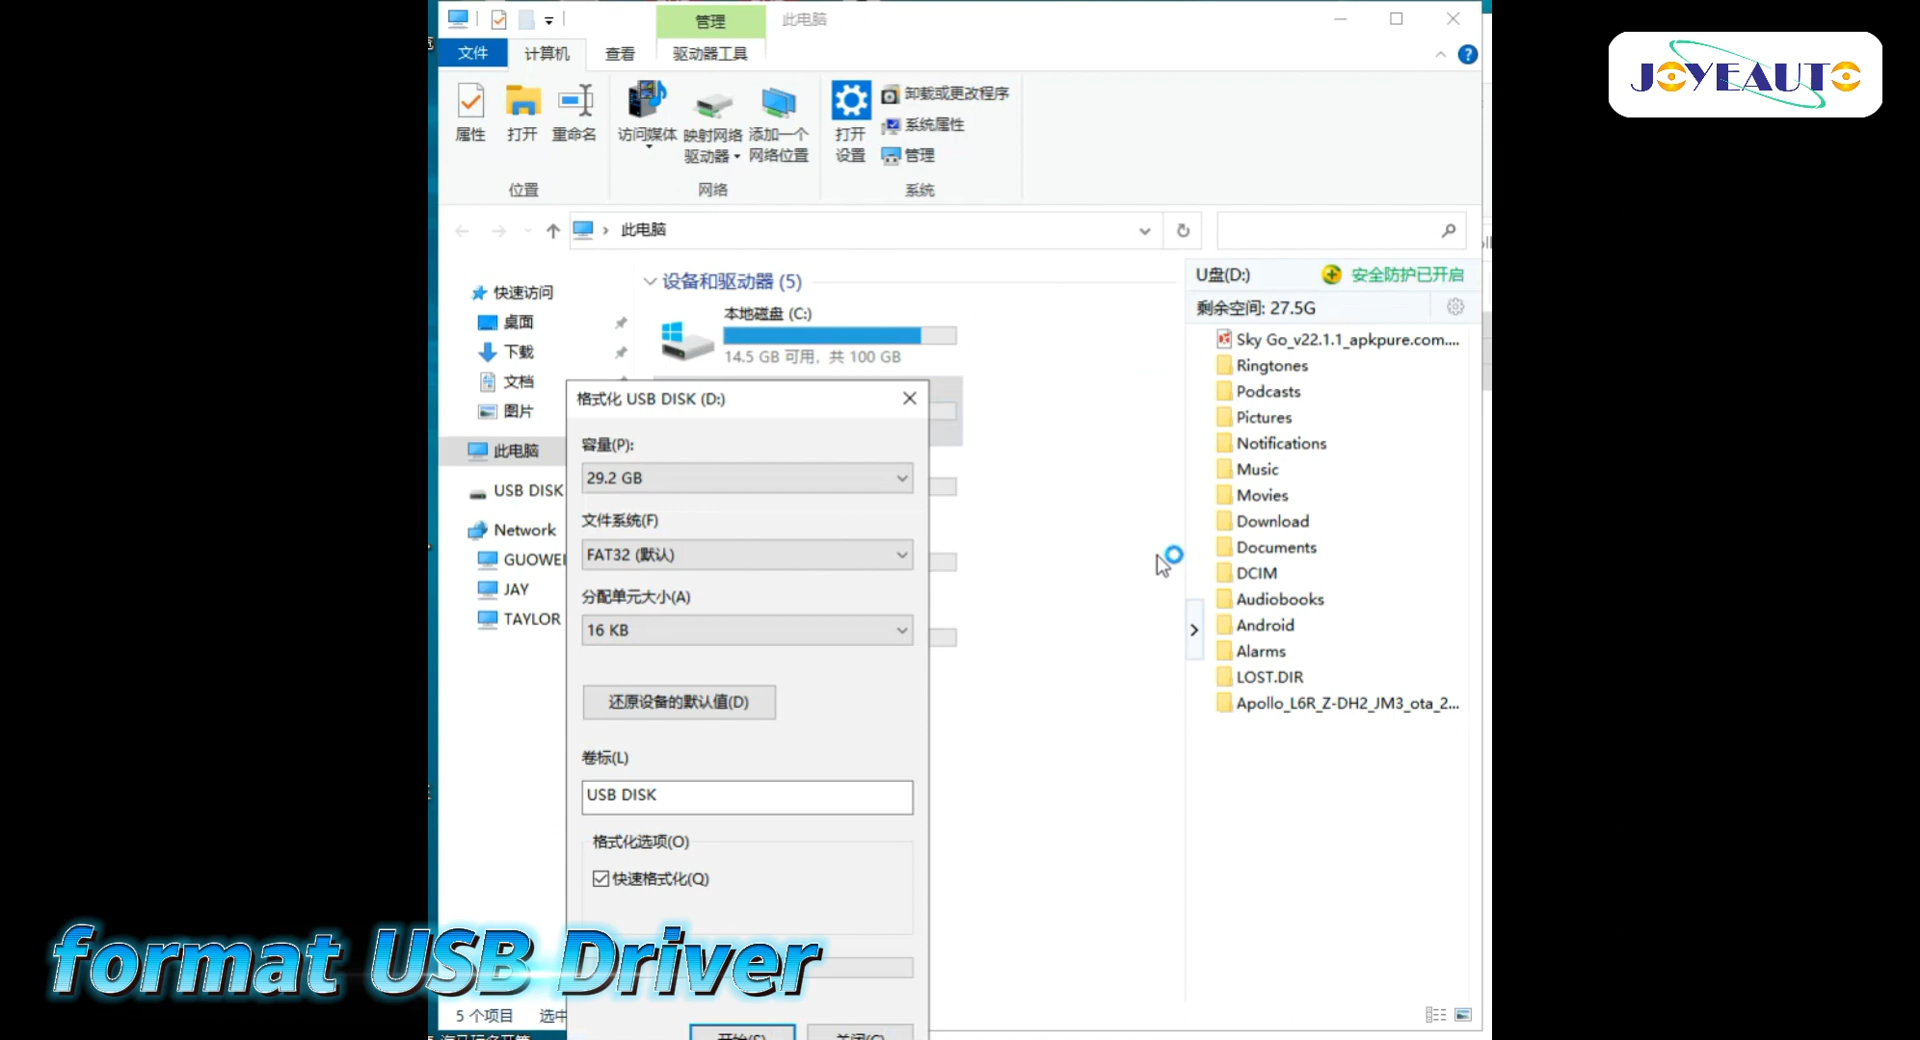 管理
此电脑
文件
计算机
查看
驱动器工具
属性
打开
重命名
访问媒体
映射网络
驱动器
添加一个
网络位置
打开
设置
卸载或更改程序
系统属性
管理
位置
网络
系统
此电脑
JOYEAUTO
快速访问
桌面
下载
文档
图片
此电脑
USB DISK
Network
GUOWEI
JAY
TAYLOR
设备和驱动器 (5)
本地磁盘 (C:)
14.5 GB 可用，共 100 GB
格式化 USB DISK (D:)
容量(P):
29.2 GB
文件系统(F)
FAT32 (默认)
分配单元大小(A)
16 KB
还原设备的默认值(D)
卷标(L)
USB DISK
格式化选项(O)
快速格式化(Q)
开始(S)
关闭(C)
U盘(D:)
安全防护已开启
剩余空间: 27.5G
Sky Go_v22.1.1_apkpure.com....
Ringtones
Podcasts
Pictures
Notifications
Music
Movies
Download
Documents
DCIM
Audiobooks
Android
Alarms
LOST.DIR
Apollo_L6R_Z-DH2_JM3_ota_2...
format USB Driver
5 个项目
选中